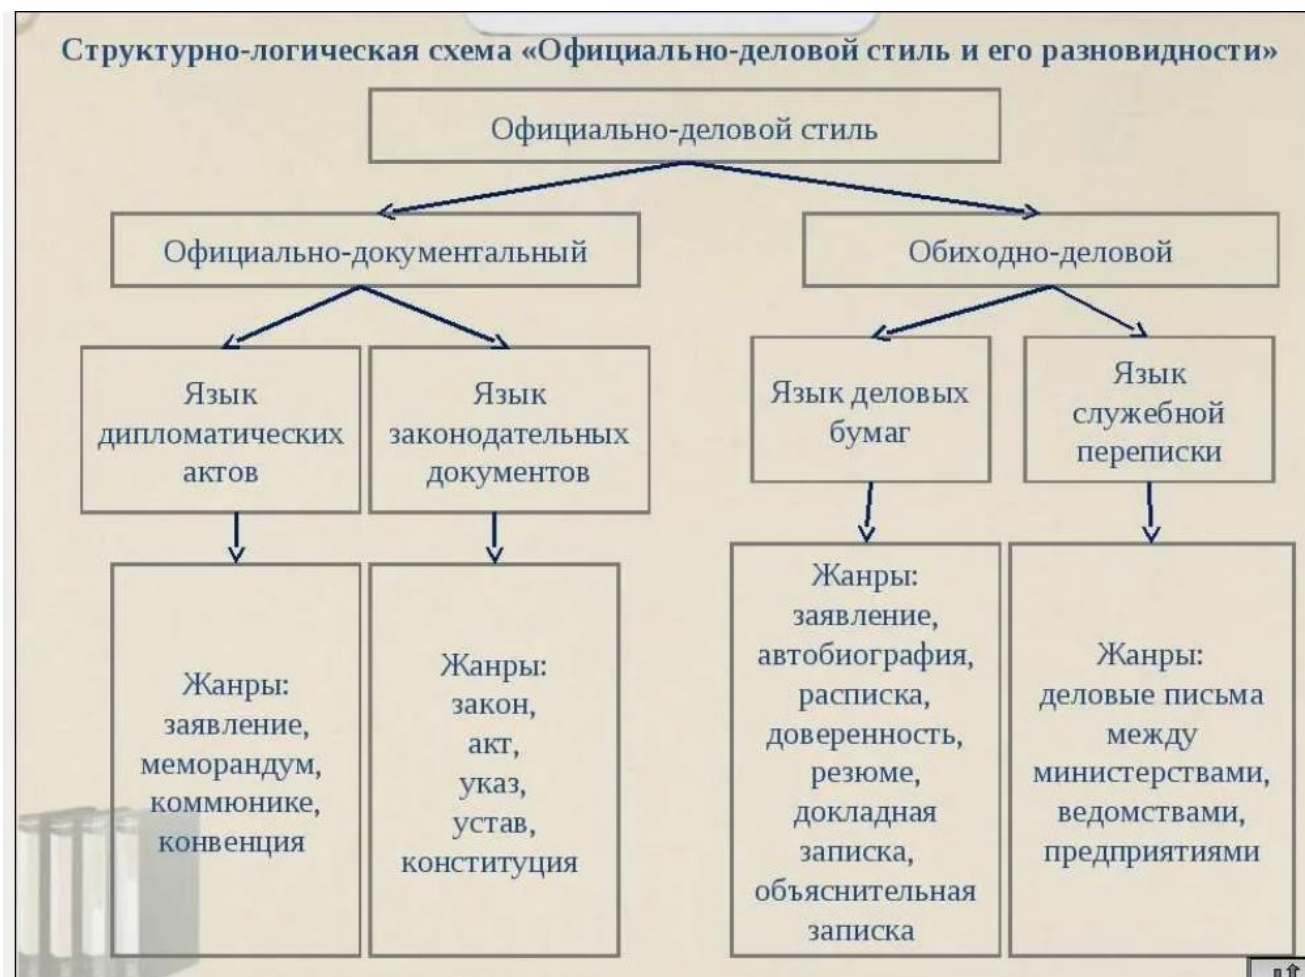 Структурно-логическая схема «Официально-деловой стиль и его разновидности»
Официально-деловой стиль
Официально-документальный
Обиходно-деловой
Язык
дипломатических
актов
Язык
законодательных
документов
Язык деловых
бумаг
Язык
служебной
переписки
Жанры:
заявление,
меморандум,
коммюнике,
конвенция
Жанры:
закон,
акт,
указ,
устав,
конституция
Жанры:
заявление,
автобиография,
расписка,
доверенность,
резюме,
докладная
записка,
объяснительная
записка
Жанры:
деловые письма
между
министерствами,
ведомствами,
предприятиями